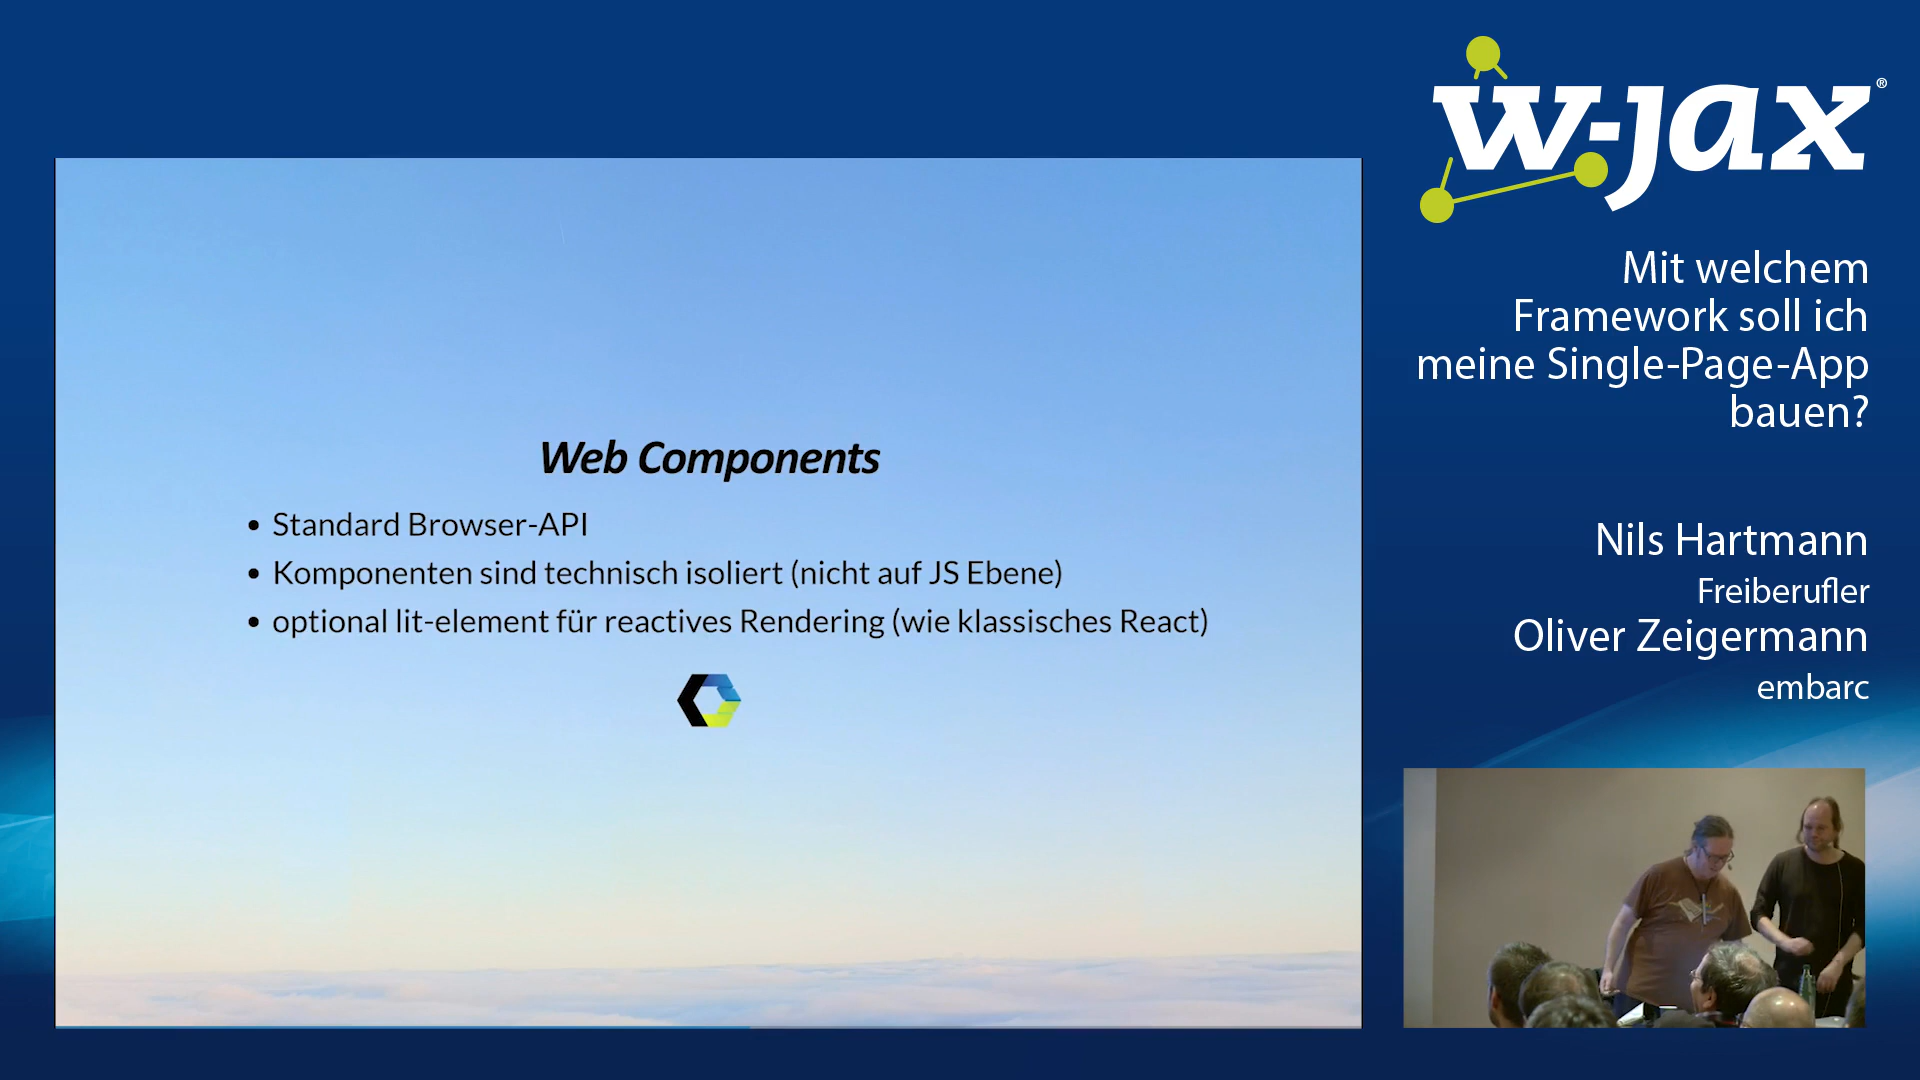 w-jax®
Mit welchem
Framework soll ich
meine Single-Page-App
bauen?
Nils Hartmann
Freiberufler
Oliver Zeigermann
embarc
Web Components
• Standard Browser-API
• Komponenten sind technisch isoliert (nicht auf JS Ebene)
• optional lit-element für reactives Rendering (wie klassisches React)